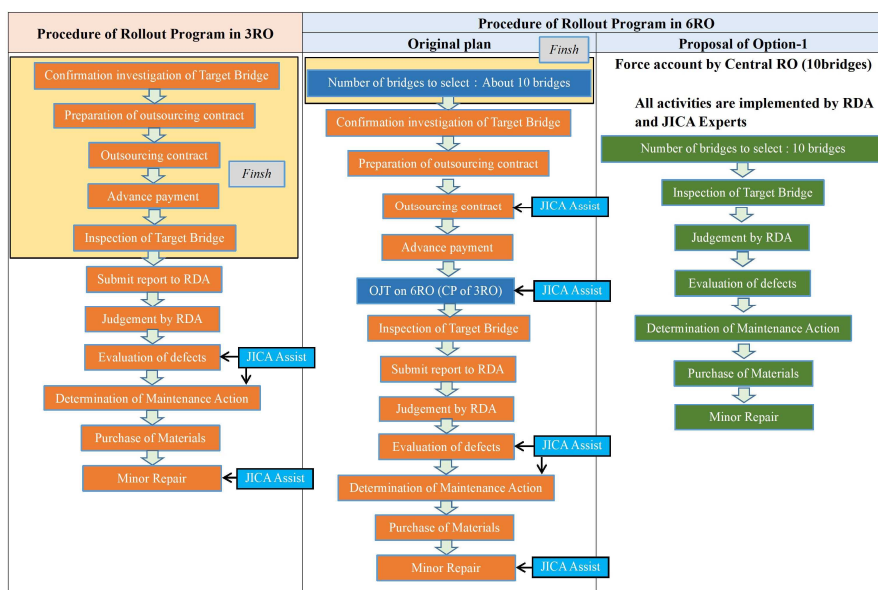 Procedure of Rollout Program in 3RO
Finsh
Confirmation investigation of Target Bridge
Preparation of outsourcing contract
Outsourcing contract
Advance payment
Inspection of Target Bridge
Submit report to RDA
Judgement by RDA
Evaluation of defects
JICA Assist
Determination of Maintenance Action
Purchase of Materials
Minor Repair
JICA Assist
Procedure of Rollout Program in 6RO
Original plan
Finsh
Number of bridges to select : About 10 bridges
Confirmation investigation of Target Bridge
Preparation of outsourcing contract
Outsourcing contract
JICA Assist
Advance payment
OJT on 6RO (CP of 3RO)
JICA Assist
Inspection of Target Bridge
Submit report to RDA
Judgement by RDA
Evaluation of defects
JICA Assist
Determination of Maintenance Action
Purchase of Materials
Minor Repair
JICA Assist
Proposal of Option-1
Force account by Central RO (10bridges)
All activities are implemented by RDA
and JICA Experts
Number of bridges to select : 10 bridges
Inspection of Target Bridge
Judgement by RDA
Evaluation of defects
Determination of Maintenance Action
Purchase of Materials
Minor Repair